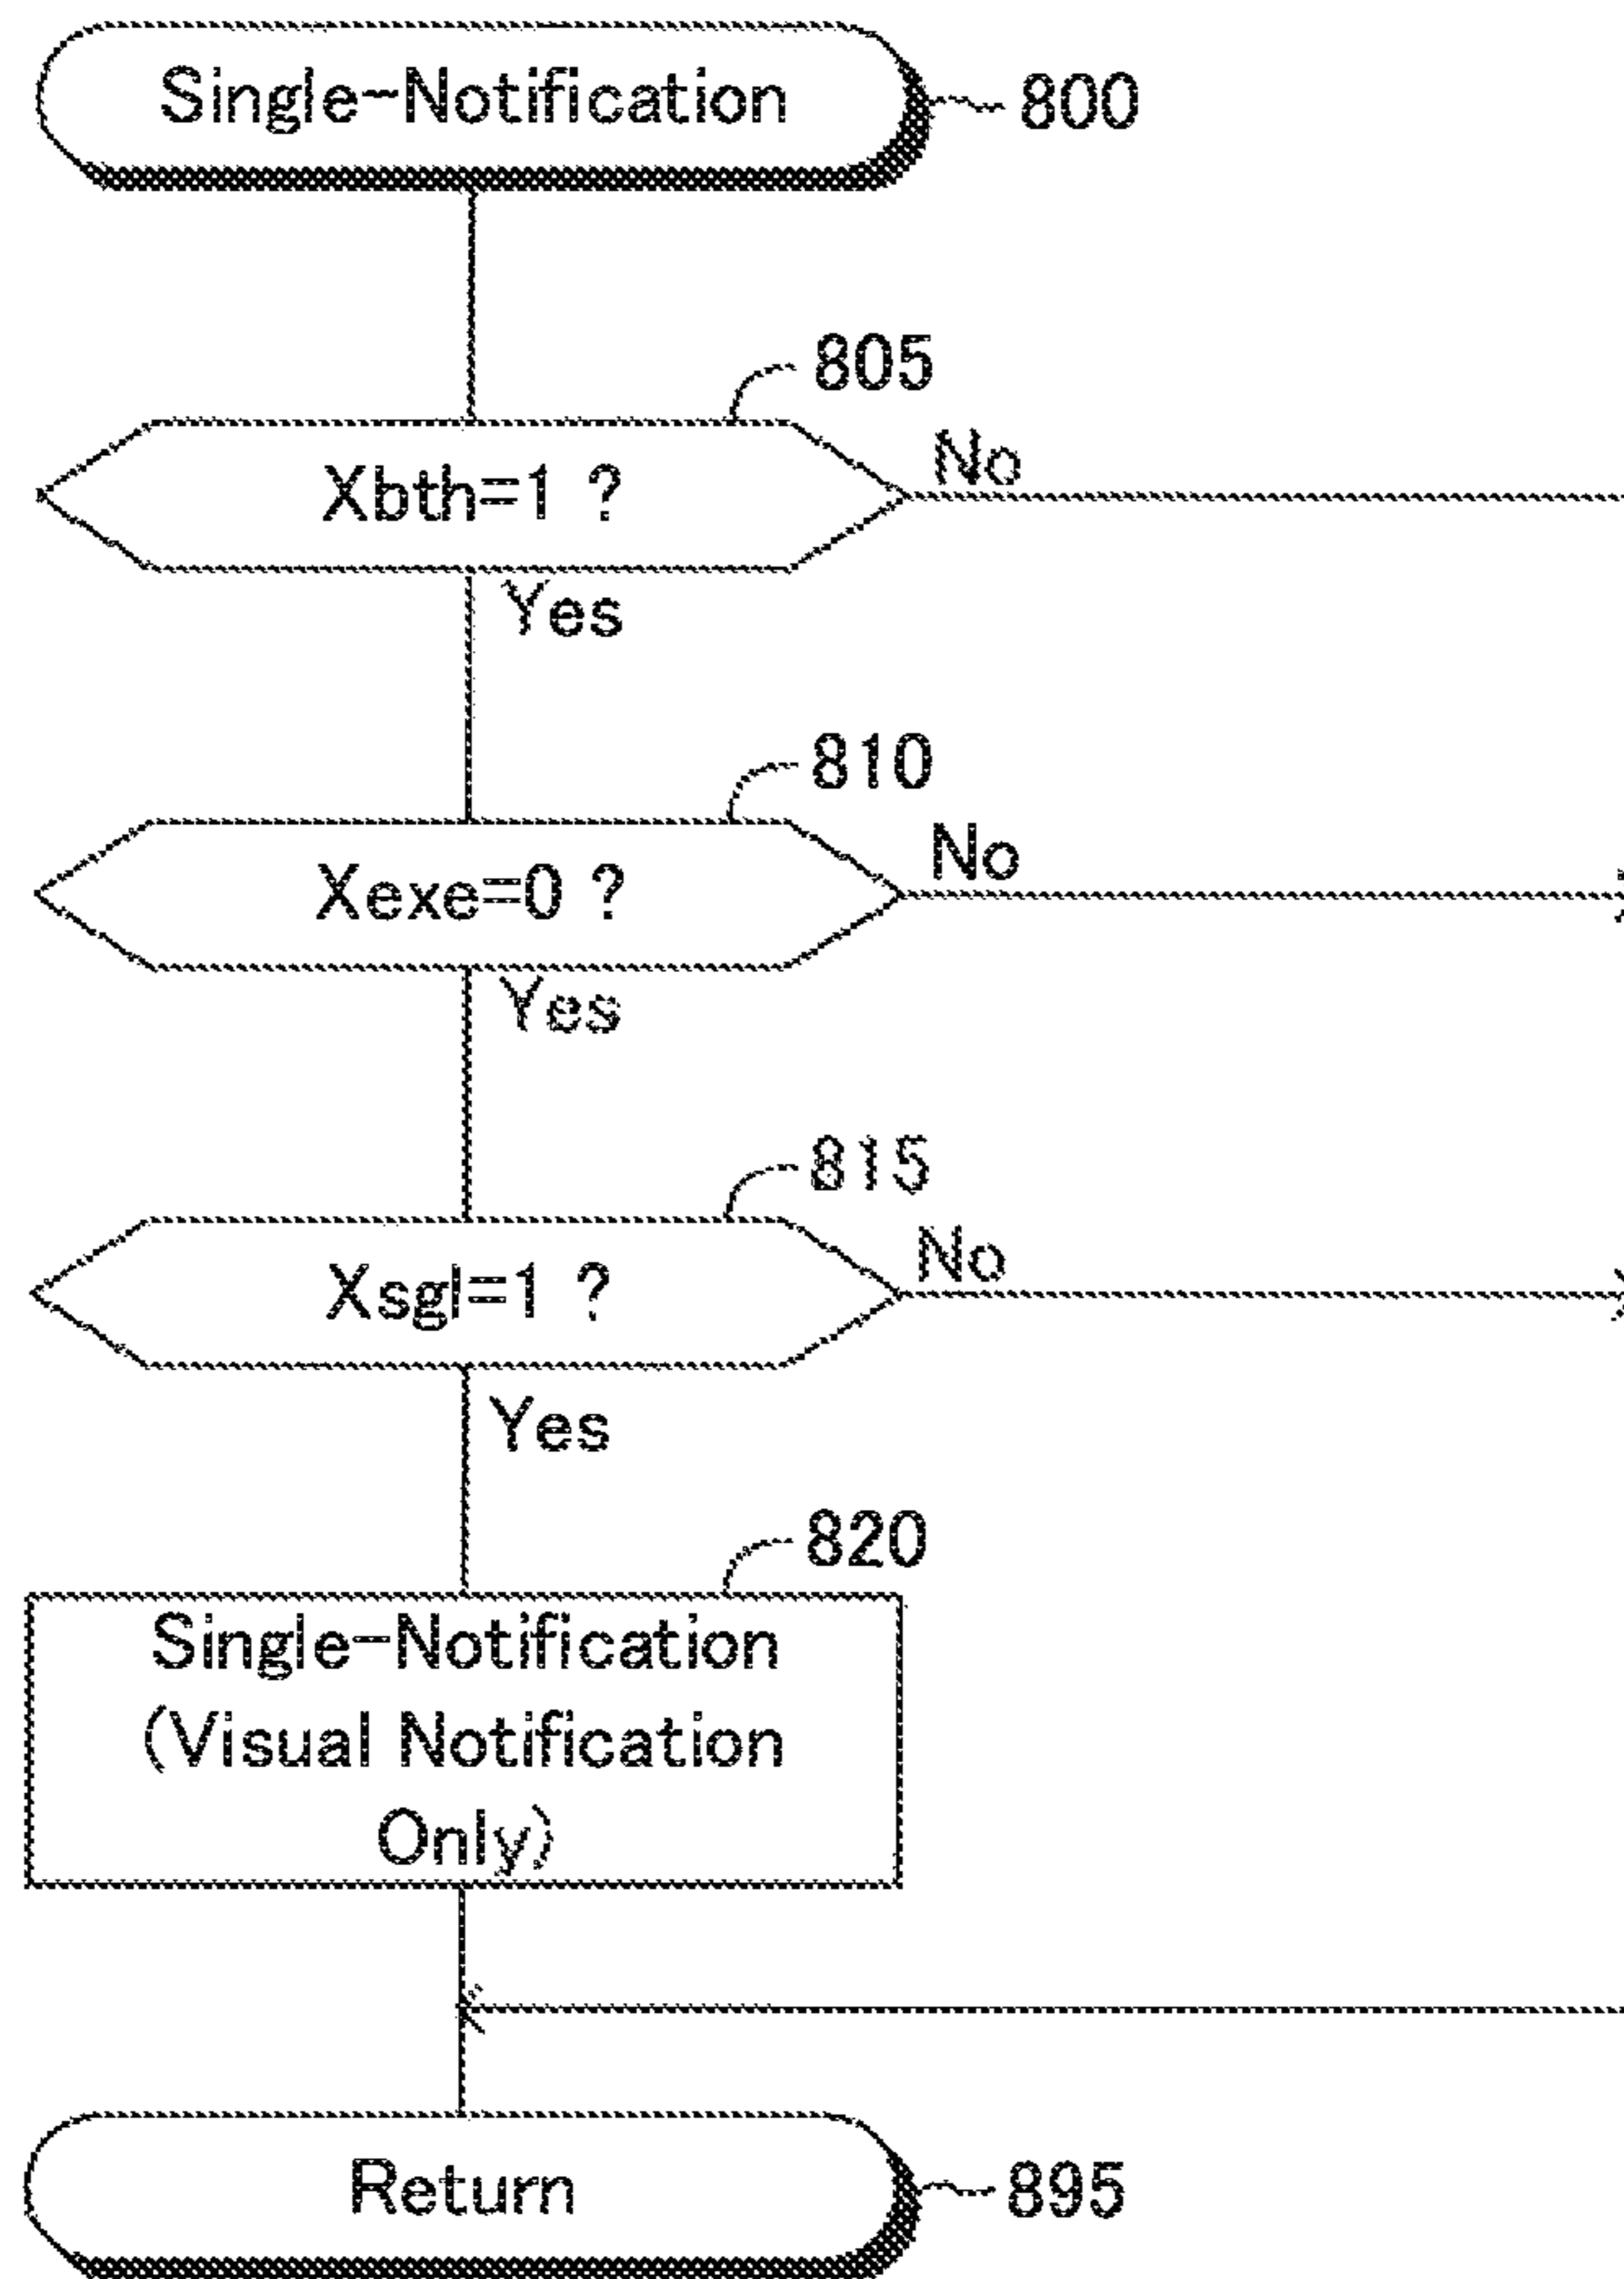 Single-Notification
800
805
Xbth=1 ?
No
Yes
810
Xexe=0 ?
No
Yes
815
Xsgl=1 ?
No
Yes
820
Single-Notification
(Visual Notification
Only)
Return
895